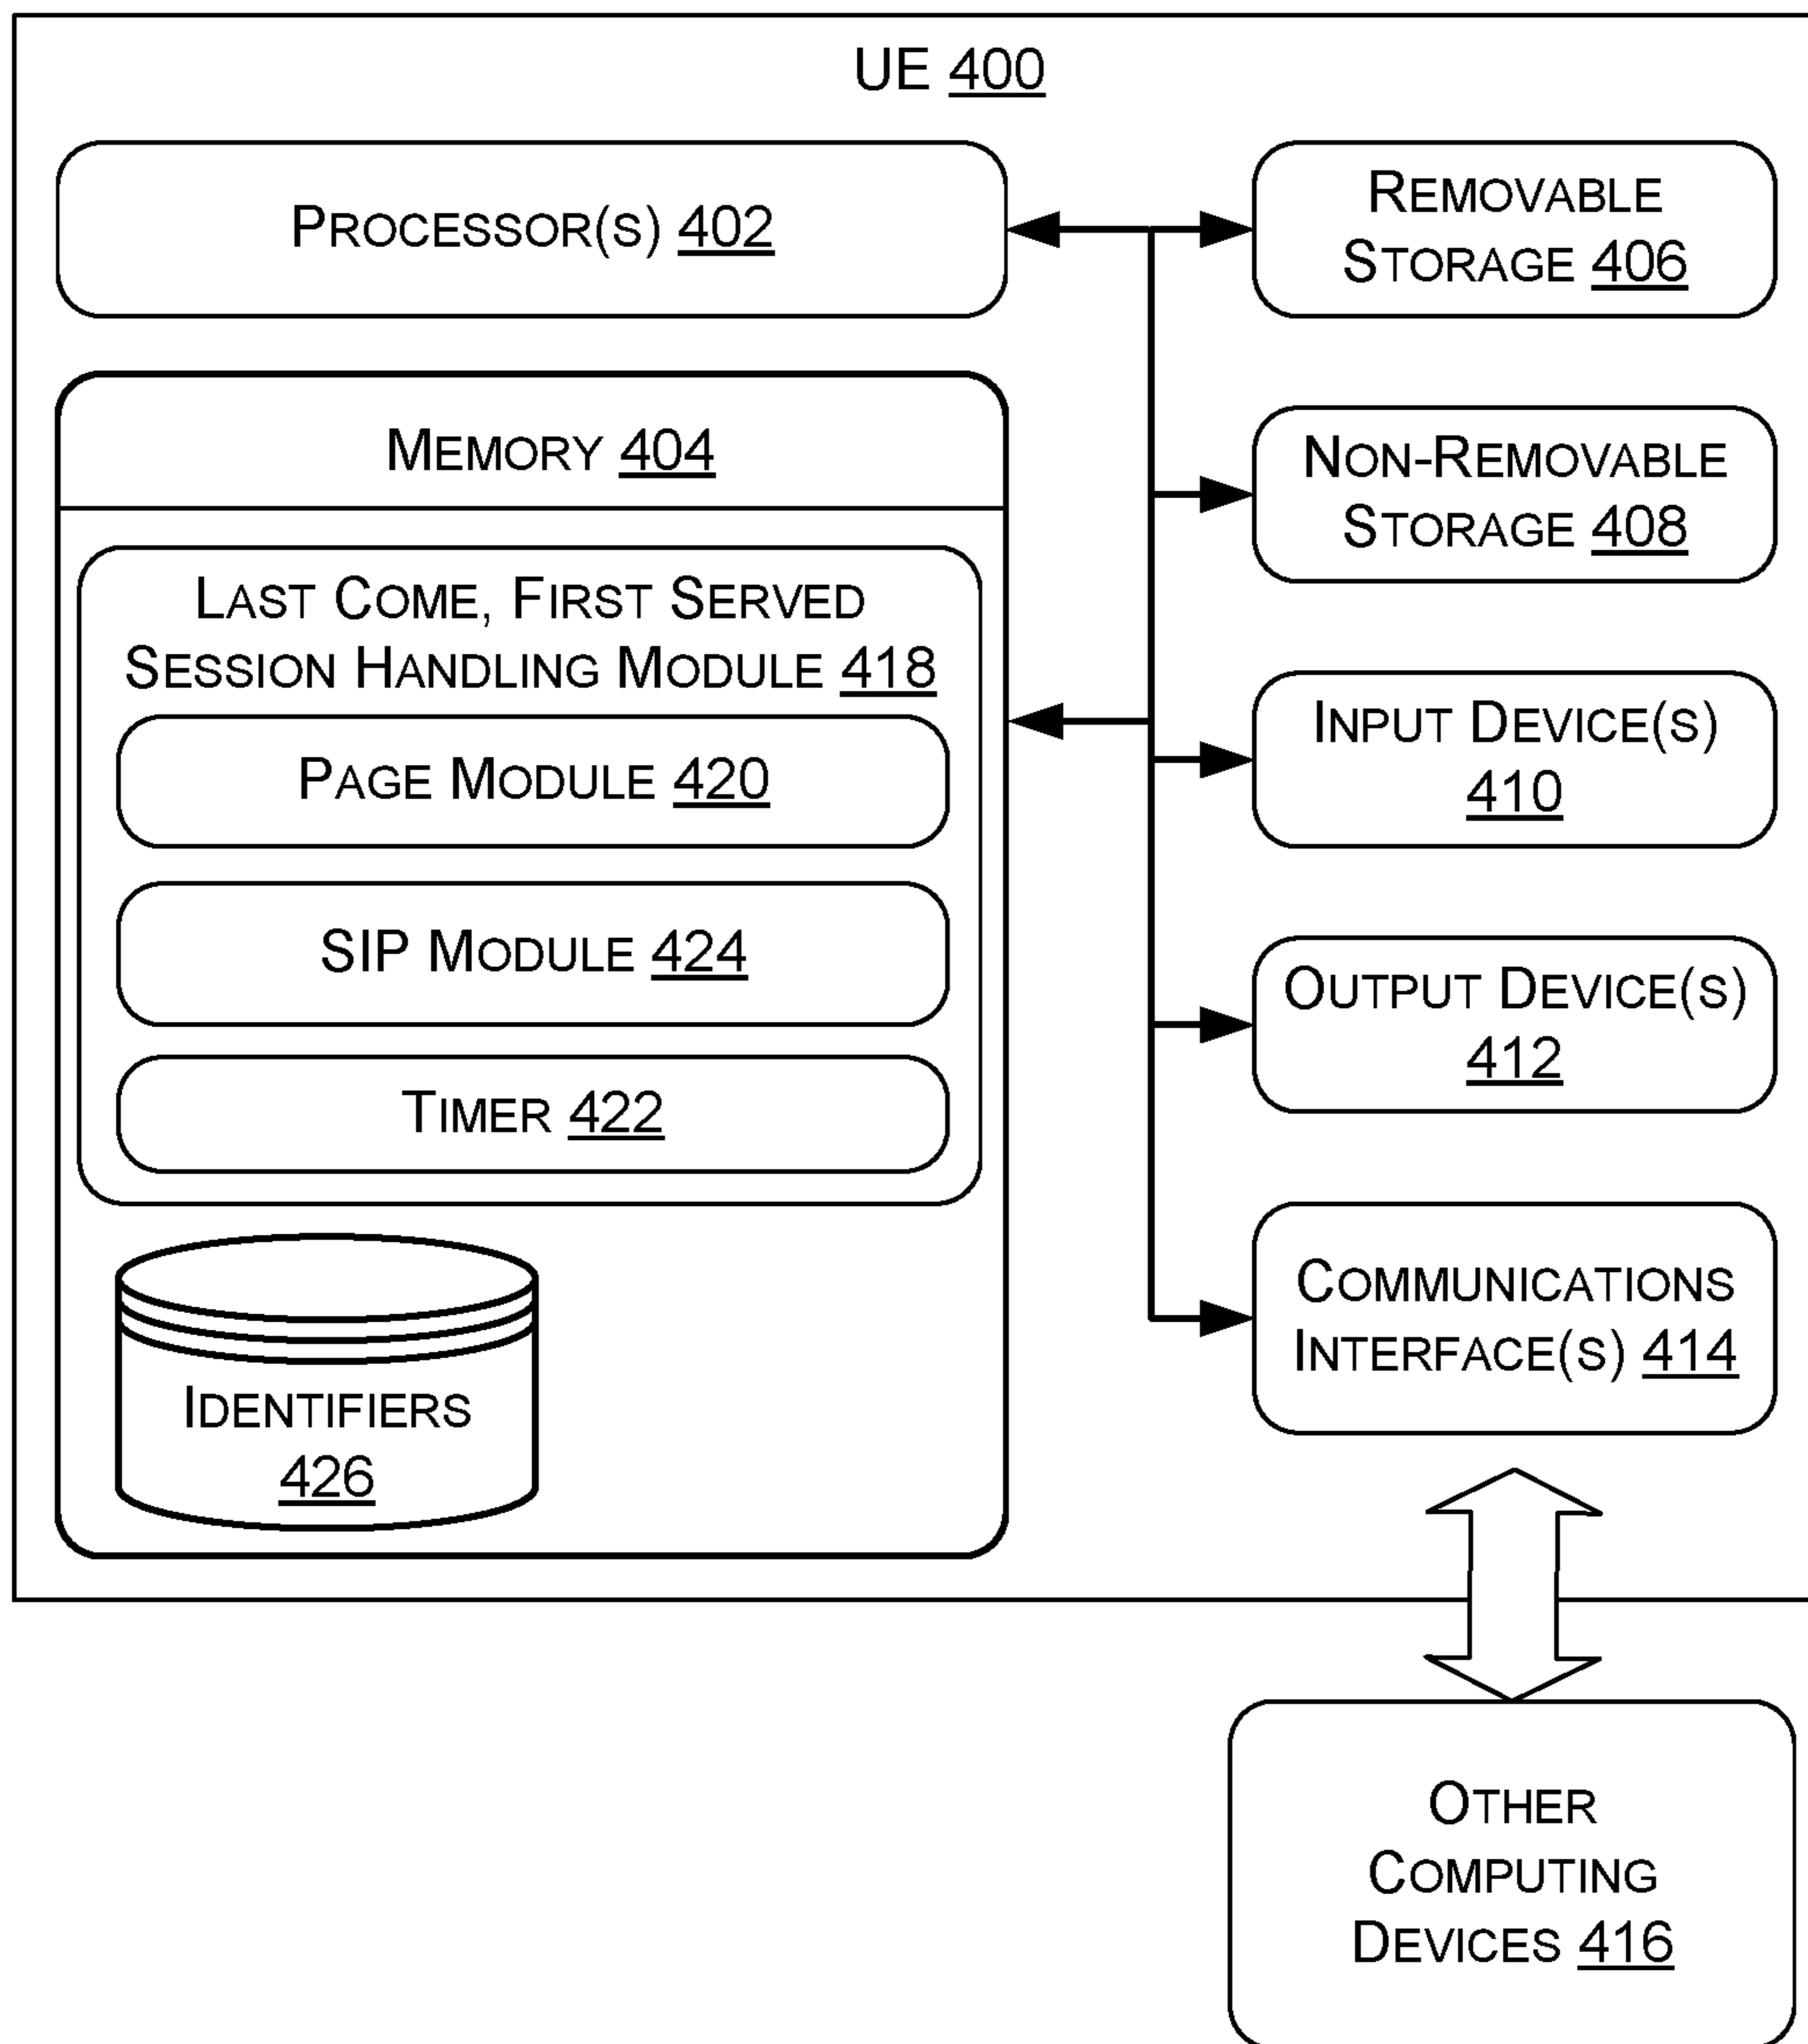 UE 400
PROCESSOR(S) 402
MEMORY 404
LAST COME, FIRST SERVED
SESSION HANDLING MODULE 418
PAGE MODULE 420
SIP MODULE 424
TIMER 422
IDENTIFIERS
426
REMOVABLE
STORAGE 406
NON-REMOVABLE
STORAGE 408
INPUT DEVICE(S)
410
OUTPUT DEVICE(S)
412
COMMUNICATIONS
INTERFACE(S) 414
OTHER
COMPUTING
DEVICES 416